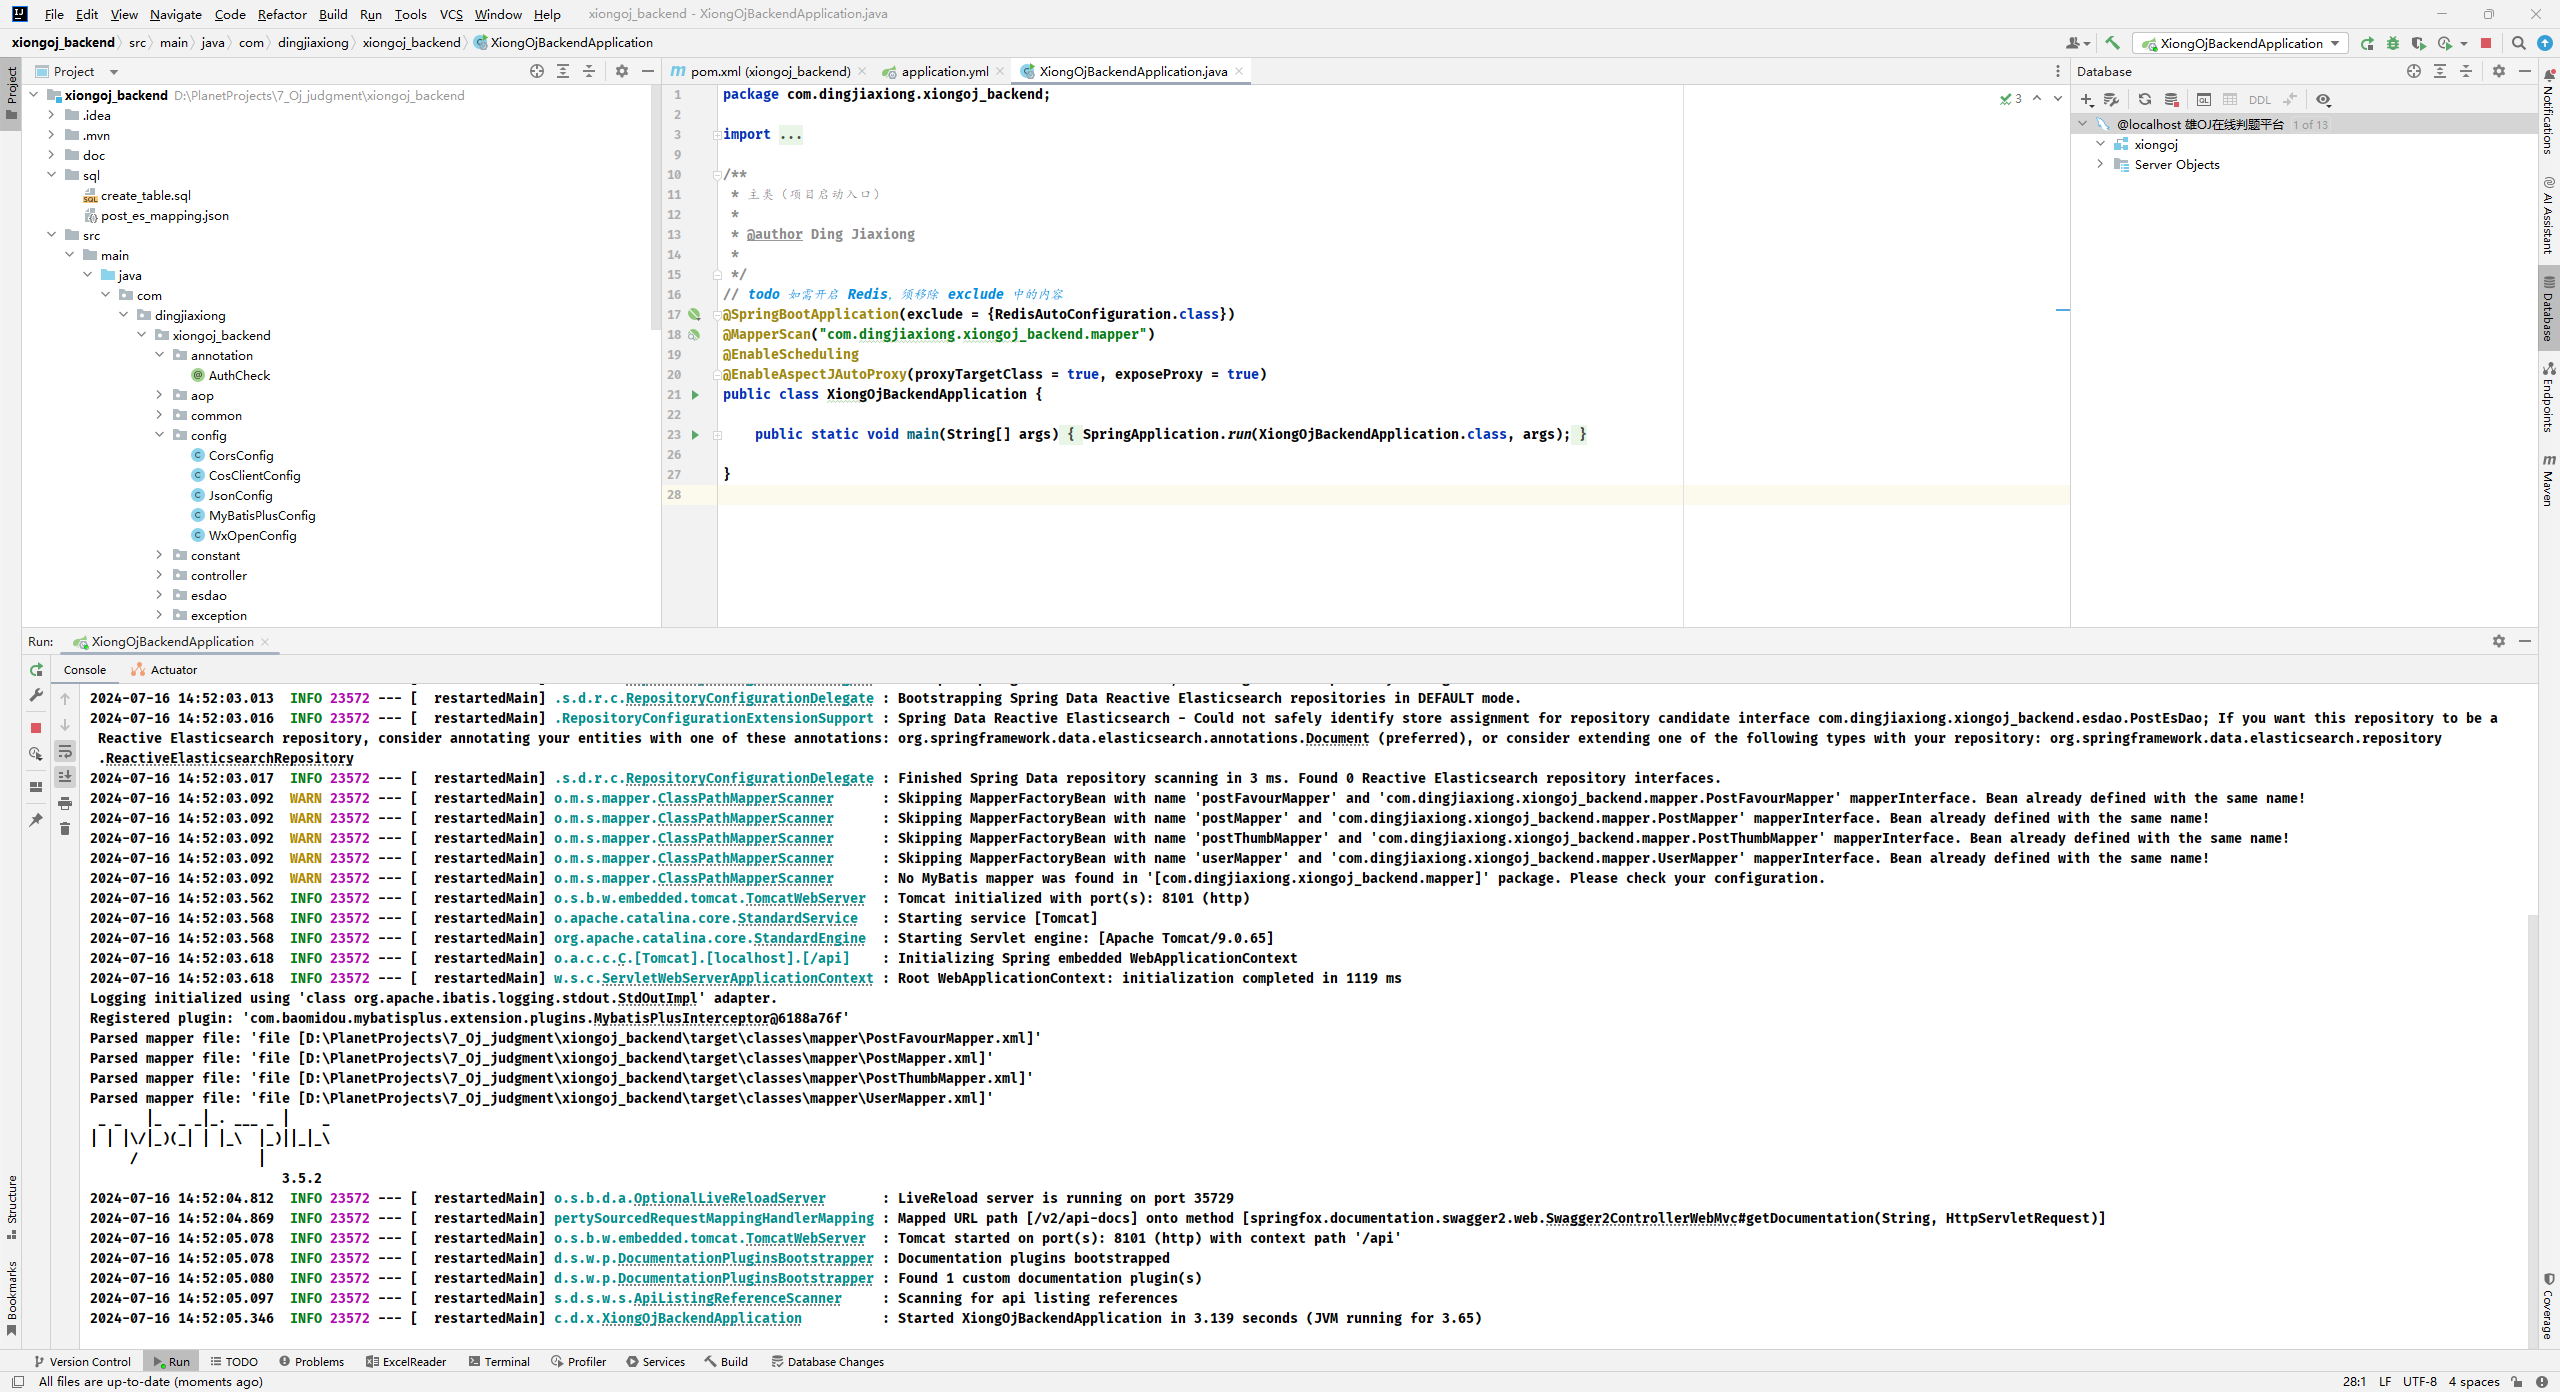 File Edit View Navigate Code Refactor Build Run Tools VCS Window Help xiongoj_backend - XiongOjBackendApplication.java
xiongoj_backend src main java com dingjiaxiong xiongoj_backend XiongOjBackendApplication
XiongOjBackendApplication
Project
Project
xiongoj_backend D:\PlanetProjects\7_Oj_judgment\xiongoj_backend
.idea
.mvn
doc
sql
create_table.sql
post_es_mapping.json
src
main
java
com
dingjiaxiong
xiongoj_backend
annotation
AuthCheck
aop
common
config
CorsConfig
CosClientConfig
JsonConfig
MyBatisPlusConfig
WxOpenConfig
constant
controller
esdao
exception
pom.xml (xiongoj_backend) application.yml XiongOjBackendApplication.java
3
1 package com.dingjiaxiong.xiongoj_backend;
2
3 import ...
9
10 /**
11 * 主类（项目启动入口）
12 *
13 * @author Ding Jiaxiong
14 *
15 */
16 // todo 如需开启 Redis，须移除 exclude 中的内容
17 @SpringBootApplication(exclude = {RedisAutoConfiguration.class})
18 @MapperScan("com.dingjiaxiong.xiongoj_backend.mapper")
19 @EnableScheduling
20 @EnableAspectJAutoProxy(proxyTargetClass = true, exposeProxy = true)
21 public class XiongOjBackendApplication {
22
23 public static void main(String[] args) { SpringApplication.run(XiongOjBackendApplication.class, args); }
26
27 }
28
Database
DDL
@localhost 雄OJ在线判题平台 1 of 13
xiongoj
Server Objects
Notifications
AI Assistant
Database
Endpoints
Maven
Run: XiongOjBackendApplication
Console Actuator
2024-07-16 14:52:03.013 INFO 23572 --- [ restartedMain] .s.d.r.c.RepositoryConfigurationDelegate : Bootstrapping Spring Data Reactive Elasticsearch repositories in DEFAULT mode.
2024-07-16 14:52:03.016 INFO 23572 --- [ restartedMain] .RepositoryConfigurationExtensionSupport : Spring Data Reactive Elasticsearch - Could not safely identify store assignment for repository candidate interface com.dingjiaxiong.xiongoj_backend.esdao.PostEsDao; If you want this repository to be a
Reactive Elasticsearch repository, consider annotating your entities with one of these annotations: org.springframework.data.elasticsearch.annotations.Document (preferred), or consider extending one of the following types with your repository: org.springframework.data.elasticsearch.repository
.ReactiveElasticsearchRepository
2024-07-16 14:52:03.017 INFO 23572 --- [ restartedMain] .s.d.r.c.RepositoryConfigurationDelegate : Finished Spring Data repository scanning in 3 ms. Found 0 Reactive Elasticsearch repository interfaces.
2024-07-16 14:52:03.092 WARN 23572 --- [ restartedMain] o.m.s.mapper.ClassPathMapperScanner : Skipping MapperFactoryBean with name 'postFavourMapper' and 'com.dingjiaxiong.xiongoj_backend.mapper.PostFavourMapper' mapperInterface. Bean already defined with the same name!
2024-07-16 14:52:03.092 WARN 23572 --- [ restartedMain] o.m.s.mapper.ClassPathMapperScanner : Skipping MapperFactoryBean with name 'postMapper' and 'com.dingjiaxiong.xiongoj_backend.mapper.PostMapper' mapperInterface. Bean already defined with the same name!
2024-07-16 14:52:03.092 WARN 23572 --- [ restartedMain] o.m.s.mapper.ClassPathMapperScanner : Skipping MapperFactoryBean with name 'postThumbMapper' and 'com.dingjiaxiong.xiongoj_backend.mapper.PostThumbMapper' mapperInterface. Bean already defined with the same name!
2024-07-16 14:52:03.092 WARN 23572 --- [ restartedMain] o.m.s.mapper.ClassPathMapperScanner : Skipping MapperFactoryBean with name 'userMapper' and 'com.dingjiaxiong.xiongoj_backend.mapper.UserMapper' mapperInterface. Bean already defined with the same name!
2024-07-16 14:52:03.092 WARN 23572 --- [ restartedMain] o.m.s.mapper.ClassPathMapperScanner : No MyBatis mapper was found in '[com.dingjiaxiong.xiongoj_backend.mapper]' package. Please check your configuration.
2024-07-16 14:52:03.562 INFO 23572 --- [ restartedMain] o.s.b.w.embedded.tomcat.TomcatWebServer : Tomcat initialized with port(s): 8101 (http)
2024-07-16 14:52:03.568 INFO 23572 --- [ restartedMain] o.apache.catalina.core.StandardService : Starting service [Tomcat]
2024-07-16 14:52:03.568 INFO 23572 --- [ restartedMain] org.apache.catalina.core.StandardEngine : Starting Servlet engine: [Apache Tomcat/9.0.65]
2024-07-16 14:52:03.618 INFO 23572 --- [ restartedMain] o.a.c.c.C.[Tomcat].[localhost].[/api] : Initializing Spring embedded WebApplicationContext
2024-07-16 14:52:03.618 INFO 23572 --- [ restartedMain] w.s.c.ServletWebServerApplicationContext : Root WebApplicationContext: initialization completed in 1119 ms
Logging initialized using 'class org.apache.ibatis.logging.stdout.StdOutImpl' adapter.
Registered plugin: 'com.baomidou.mybatisplus.extension.plugins.MybatisPlusInterceptor@6188a76f'
Parsed mapper file: 'file [D:\PlanetProjects\7_Oj_judgment\xiongoj_backend\target\classes\mapper\PostFavourMapper.xml]'
Parsed mapper file: 'file [D:\PlanetProjects\7_Oj_judgment\xiongoj_backend\target\classes\mapper\PostMapper.xml]'
Parsed mapper file: 'file [D:\PlanetProjects\7_Oj_judgment\xiongoj_backend\target\classes\mapper\PostThumbMapper.xml]'
Parsed mapper file: 'file [D:\PlanetProjects\7_Oj_judgment\xiongoj_backend\target\classes\mapper\UserMapper.xml]'
 _ _   |_  _ _|_. ___ _ |    _
| | |\/|_)(_| | |_\  |_)||_|_\
     /               |
3.5.2
2024-07-16 14:52:04.812 INFO 23572 --- [ restartedMain] o.s.b.d.a.OptionalLiveReloadServer : LiveReload server is running on port 35729
2024-07-16 14:52:04.869 INFO 23572 --- [ restartedMain] pertySourcedRequestMappingHandlerMapping : Mapped URL path [/v2/api-docs] onto method [springfox.documentation.swagger2.web.Swagger2ControllerWebMvc#getDocumentation(String, HttpServletRequest)]
2024-07-16 14:52:05.078 INFO 23572 --- [ restartedMain] o.s.b.w.embedded.tomcat.TomcatWebServer : Tomcat started on port(s): 8101 (http) with context path '/api'
2024-07-16 14:52:05.078 INFO 23572 --- [ restartedMain] d.s.w.p.DocumentationPluginsBootstrapper : Documentation plugins bootstrapped
2024-07-16 14:52:05.080 INFO 23572 --- [ restartedMain] d.s.w.p.DocumentationPluginsBootstrapper : Found 1 custom documentation plugin(s)
2024-07-16 14:52:05.097 INFO 23572 --- [ restartedMain] s.d.s.w.s.ApiListingReferenceScanner : Scanning for api listing references
2024-07-16 14:52:05.346 INFO 23572 --- [ restartedMain] c.d.x.XiongOjBackendApplication : Started XiongOjBackendApplication in 3.139 seconds (JVM running for 3.65)
Structure
Bookmarks
Coverage
Version Control Run TODO Problems ExcelReader Terminal Profiler Services Build Database Changes
All files are up-to-date (moments ago) 28:1 LF UTF-8 4 spaces